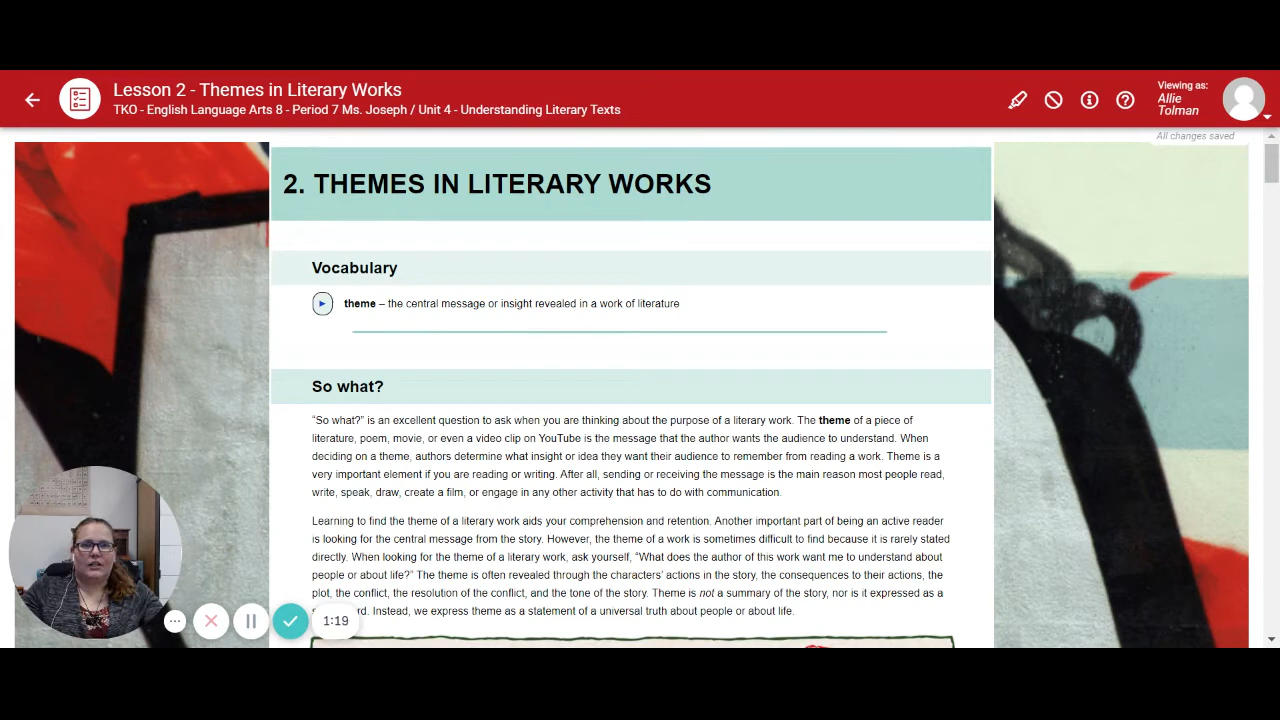 Lesson 2 - Themes in Literary Works
TKO - English Language Arts 8 - Period 7 Ms. Joseph / Unit 4 - Understanding Literary Texts
Viewing as:
Allie
Tolman
All changes saved
2. THEMES IN LITERARY WORKS
Vocabulary
theme – the central message or insight revealed in a work of literature
So what?
“So what?” is an excellent question to ask when you are thinking about the purpose of a literary work. The theme of a piece of
literature, poem, movie, or even a video clip on YouTube is the message that the author wants the audience to understand. When
deciding on a theme, authors determine what insight or idea they want their audience to remember from reading a work. Theme is a
very important element if you are reading or writing. After all, sending or receiving the message is the main reason most people read,
write, speak, draw, create a film, or engage in any other activity that has to do with communication.
Learning to find the theme of a literary work aids your comprehension and retention. Another important part of being an active reader
is looking for the central message from the story. However, the theme of a work is sometimes difficult to find because it is rarely stated
directly. When looking for the theme of a literary work, ask yourself, “What does the author of this work want me to understand about
people or about life?” The theme is often revealed through the characters’ actions in the story, the consequences to their actions, the
plot, the conflict, the resolution of the conflict, and the tone of the story. Theme is not a summary of the story, nor is it expressed as a
Instead, we express theme as a statement of a universal truth about people or about life.
1:19